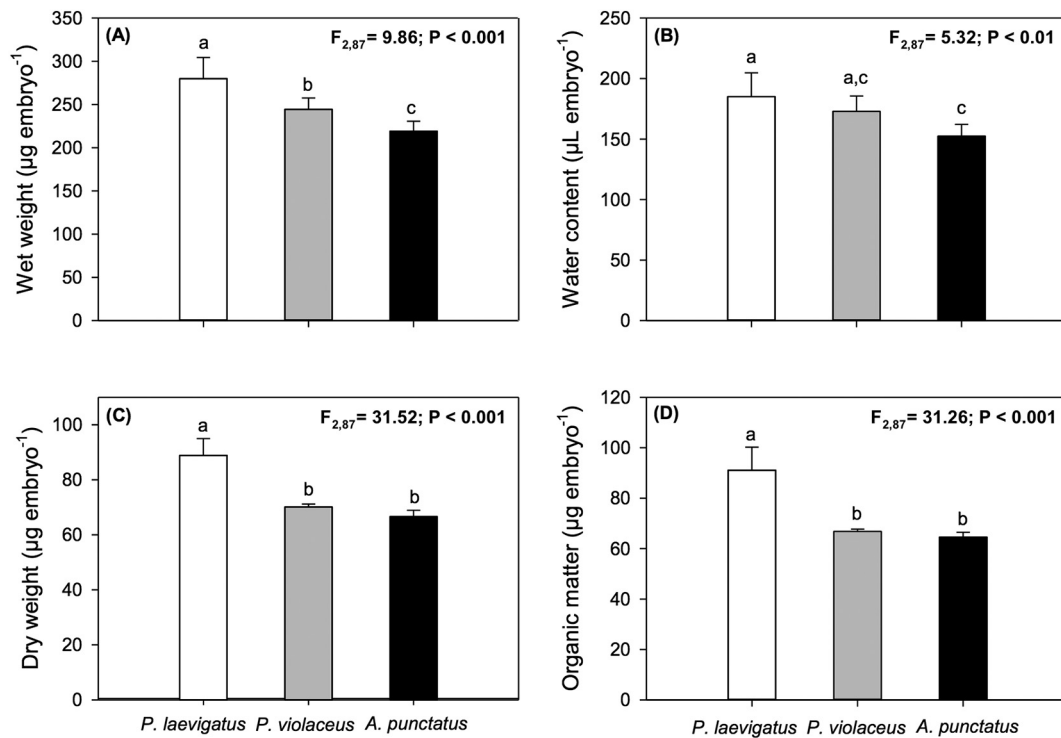 (A)
F2,87= 9.86; P < 0.001
Wet weight (µg embryo-1)
350
300
250
200
150
100
50
0
a
b
c
(B)
F2,87= 5.32; P < 0.01
Water content (µL embryo-1)
250
200
150
100
50
0
a
a,c
c
(C)
F2,87= 31.52; P < 0.001
Dry weight (µg embryo-1)
100
80
60
40
20
0
a
b
b
P. laevigatus P. violaceus A. punctatus
(D)
F2,87= 31.26; P < 0.001
Organic matter (µg embryo-1)
120
100
80
60
40
20
0
a
b
b
P. laevigatus P. violaceus A. punctatus